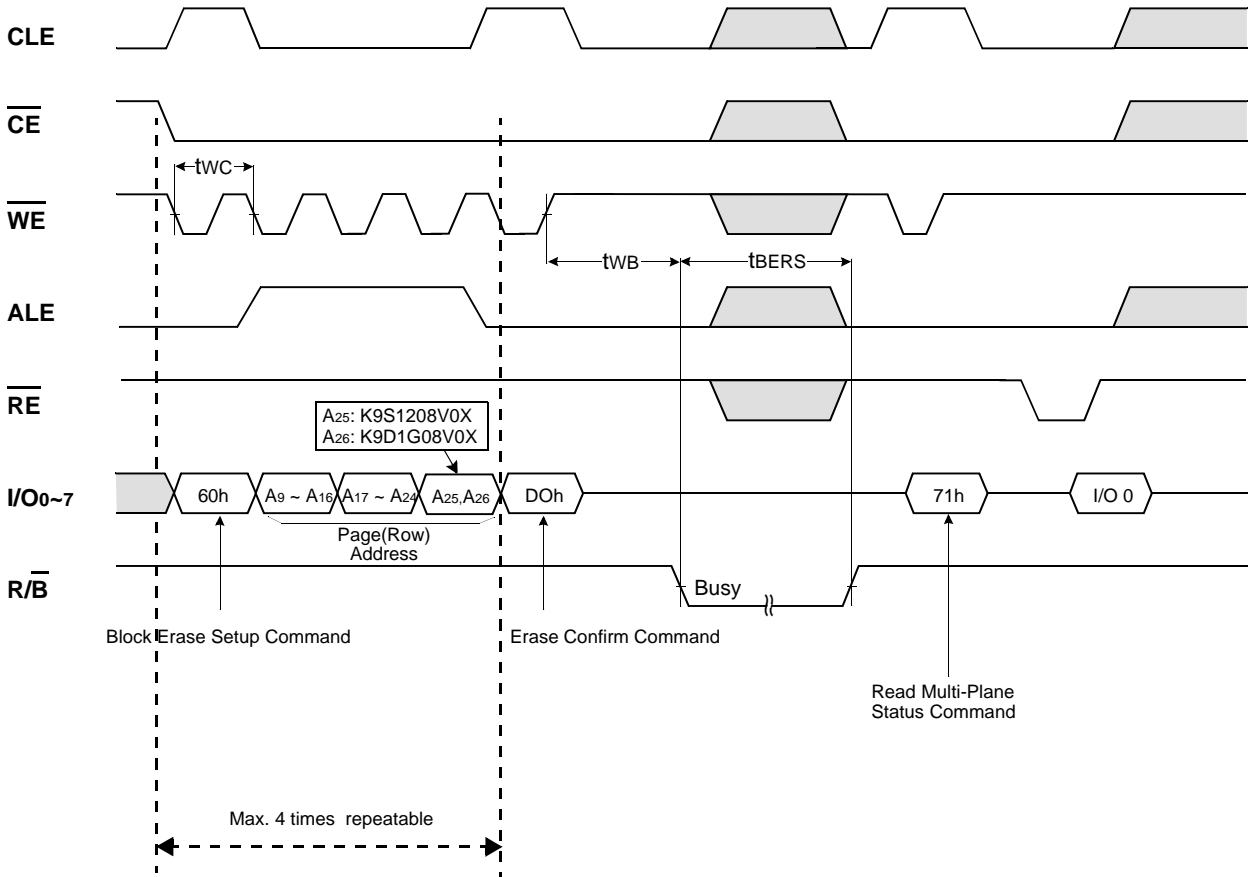 CLE
CE
tWC
WE
tWB
tBERS
ALE
RE
A25: K9S1208V0X
A26: K9D1G08V0X
I/O0~7
60h
A9 ~ A16
A17 ~ A24
A25,A26
DOh
71h
I/O 0
Page(Row)
Address
R/B
Busy
Block Erase Setup Command
Erase Confirm Command
Read Multi-Plane
Status Command
Max. 4 times repeatable